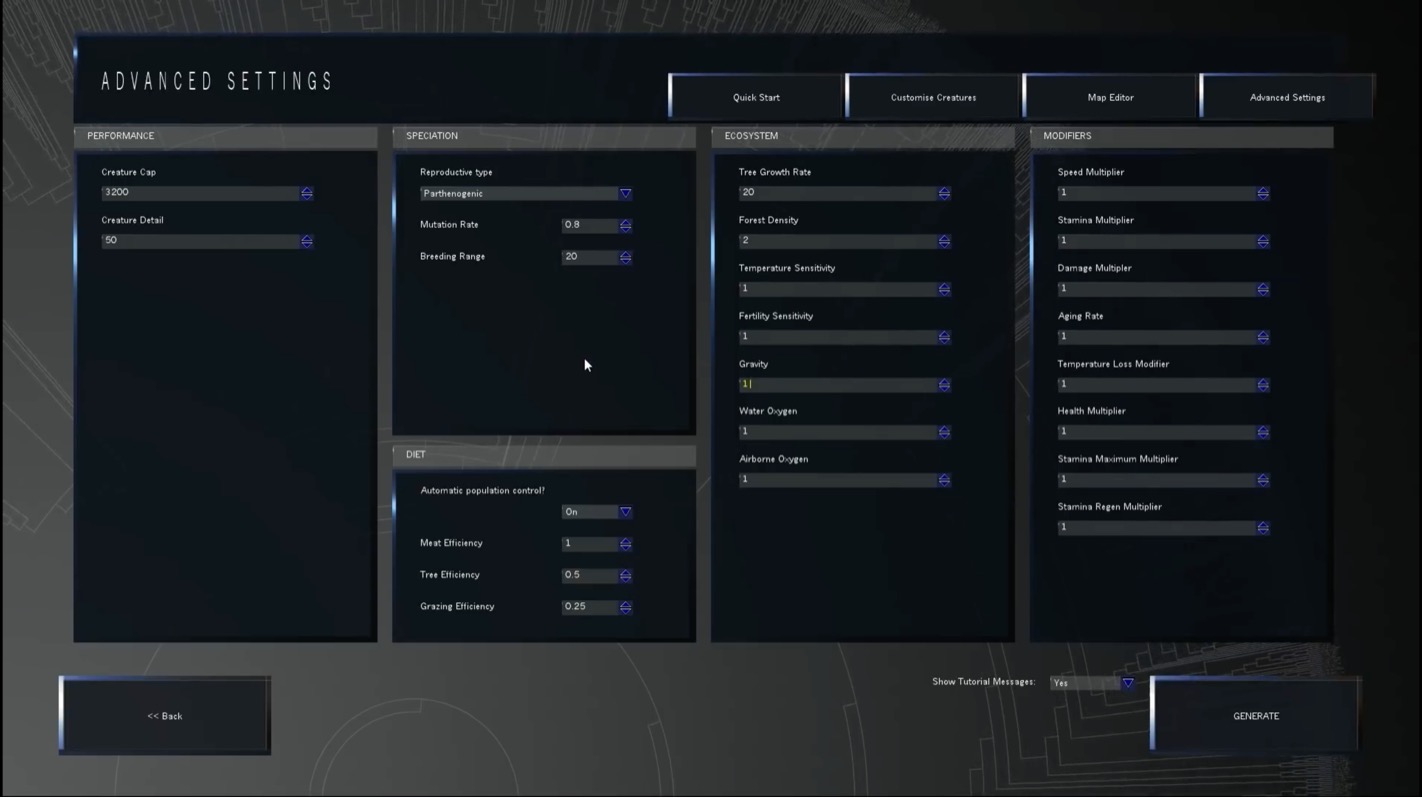 ADVANCED SETTINGS
Quick Start
Customise Creatures
Map Editor
Advanced Settings
PERFORMANCE
Creature Cap
3200
Creature Detail
50
SPECIATION
Reproductive type
Parthenogenic
Mutation Rate 0.8
Breeding Range 20
DIET
Automatic population control?
On
Meat Efficiency 1
Tree Efficiency 0.5
Grazing Efficiency 0.25
ECOSYSTEM
Tree Growth Rate
20
Forest Density
2
Temperature Sensitivity
1
Fertility Sensitivity
1
Gravity
1
Water Oxygen
1
Airborne Oxygen
1
MODIFIERS
Speed Multiplier
1
Stamina Multiplier
1
Damage Multipler
1
Aging Rate
1
Temperature Loss Modifier
1
Health Multiplier
1
Stamina Maximum Multiplier
1
Stamina Regen Multiplier
1
<< Back
Show Tutorial Messages: Yes
GENERATE